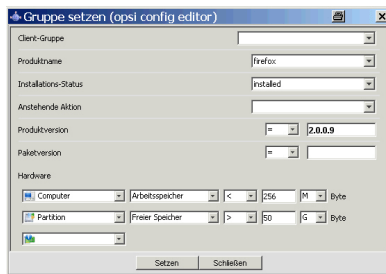 Gruppe setzen (opsi config editor)
Client-Gruppe
Produktname firefox
Installations-Status installed
Anstehende Aktion
Produktversion = 2.0.0.9
Paketversion =
Hardware
Computer Arbeitsspeicher < 256 M Byte
Partition Freier Speicher > 50 G Byte
Setzen Schließen